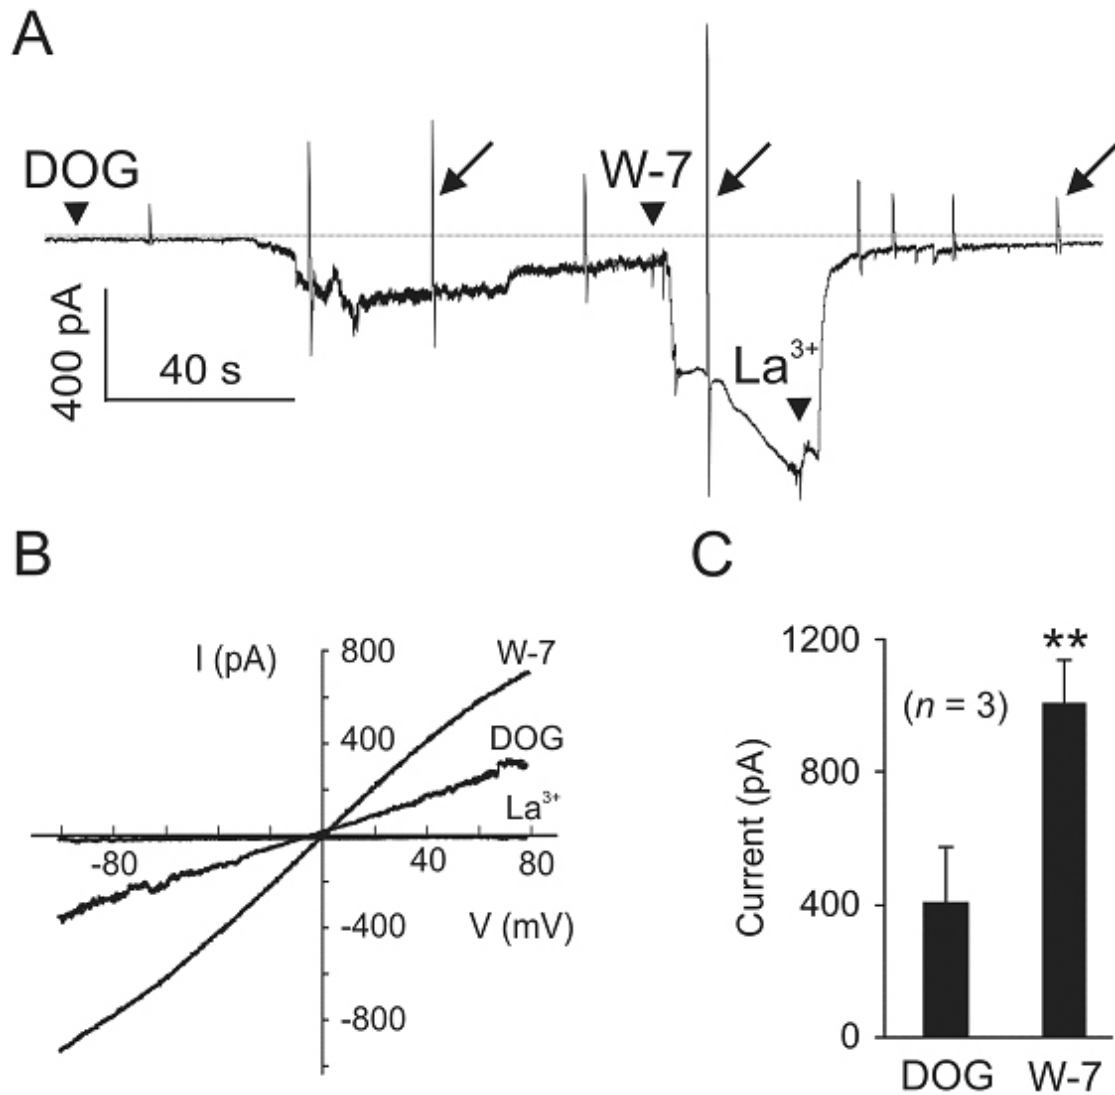 A
DOG
W-7
400 pA
40 s
La³⁺
B
I (pA)
800
W-7
400
DOG
La³⁺
-80
40
80
-400
V (mV)
-800
C
1200
**
(n = 3)
800
Current (pA)
400
0
DOG
W-7